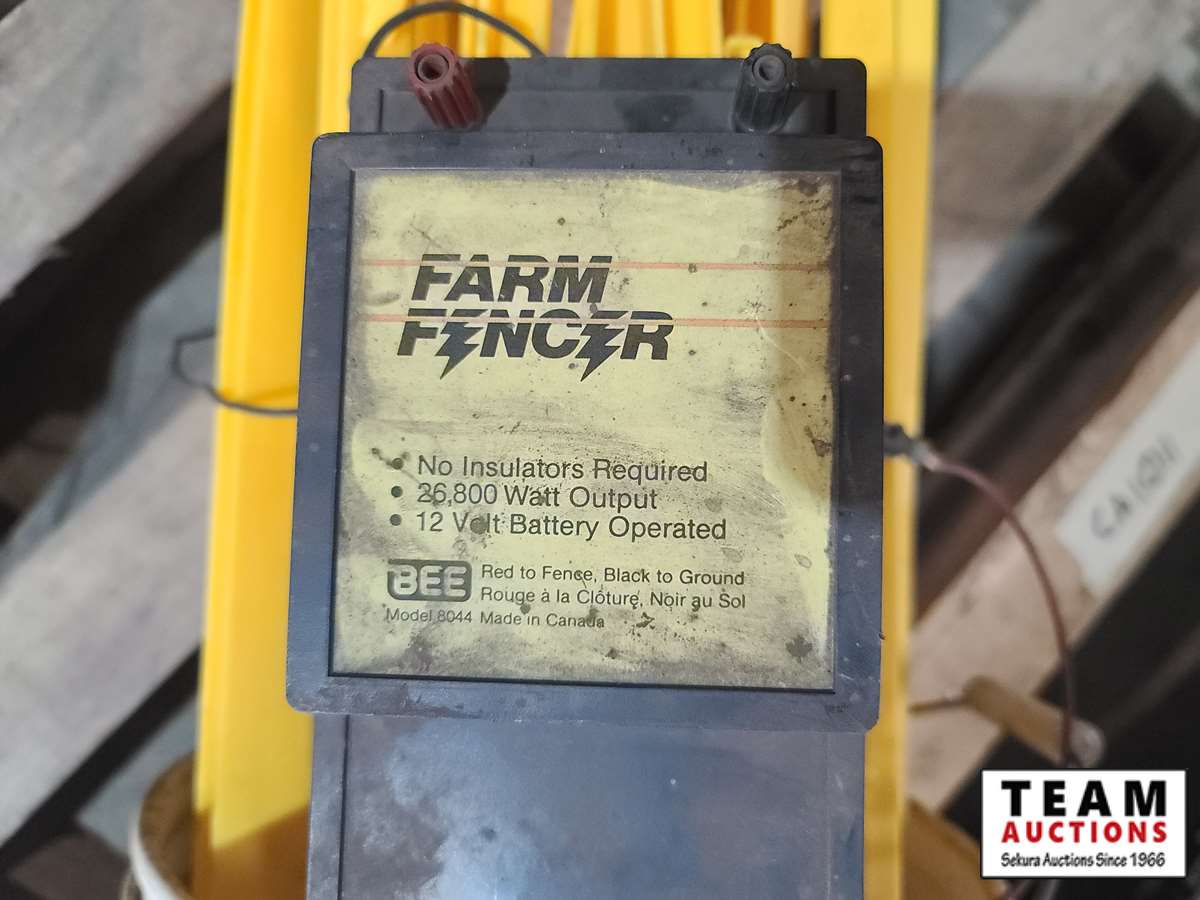 FARM
FENCER
• No Insulators Required
• 26,800 Watt Output
• 12 Volt Battery Operated
BEE
Red to Fence, Black to Ground
Rouge à la Clôture, Noir au Sol
Model 8044 Made in Canada
TEAM
AUCTIONS
Sekura Auctions Since 1966